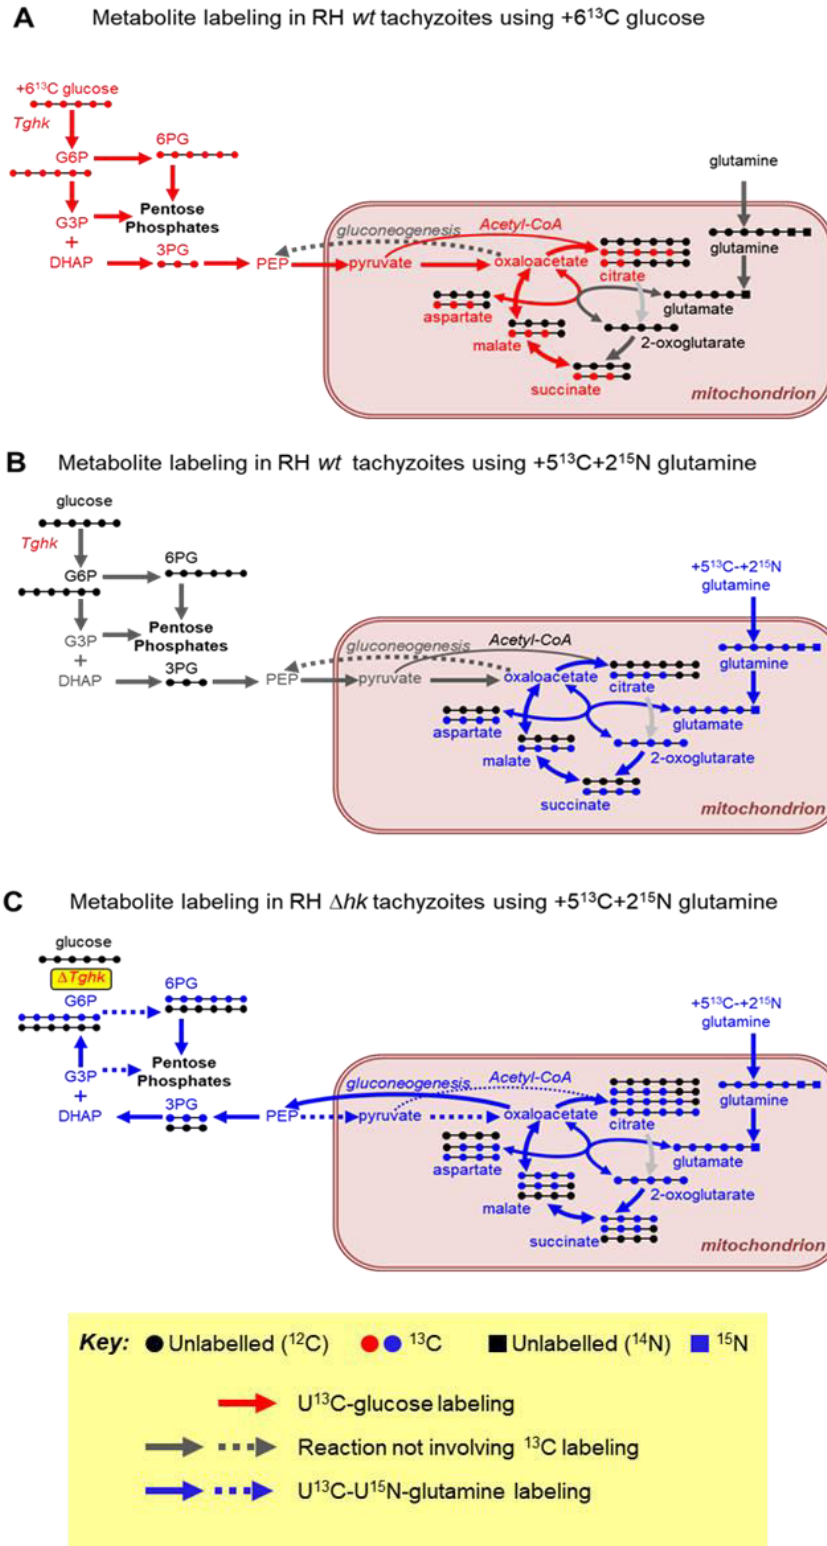 A Metabolite labeling in RH wt tachyzoites using +6¹³C glucose
+6¹³C glucose
Tghk
G6P
6PG
G3P
+
DHAP
Pentose
Phosphates
3PG
PEP
gluconeogenesis
Acetyl-CoA
pyruvate
oxaloacetate
citrate
glutamine
glutamine
glutamate
aspartate
2-oxoglutarate
malate
succinate
mitochondrion
B Metabolite labeling in RH wt tachyzoites using +5¹³C+2¹⁵N glutamine
glucose
Tghk
G6P
6PG
G3P
+
DHAP
Pentose
Phosphates
3PG
PEP
gluconeogenesis
Acetyl-CoA
pyruvate
oxaloacetate
citrate
+5¹³C-+2¹⁵N
glutamine
glutamine
glutamate
aspartate
2-oxoglutarate
malate
succinate
mitochondrion
C Metabolite labeling in RH Δhk tachyzoites using +5¹³C+2¹⁵N glutamine
glucose
ΔTghk
G6P
6PG
G3P
+
DHAP
Pentose
Phosphates
3PG
PEP
gluconeogenesis
Acetyl-CoA
pyruvate
oxaloacetate
citrate
+5¹³C-+2¹⁵N
glutamine
glutamine
glutamate
aspartate
2-oxoglutarate
malate
succinate
mitochondrion
Key: Unlabelled (¹²C) ¹³C Unlabelled (¹⁴N) ¹⁵N
U¹³C-glucose labeling
Reaction not involving ¹³C labeling
U¹³C-U¹⁵N-glutamine labeling